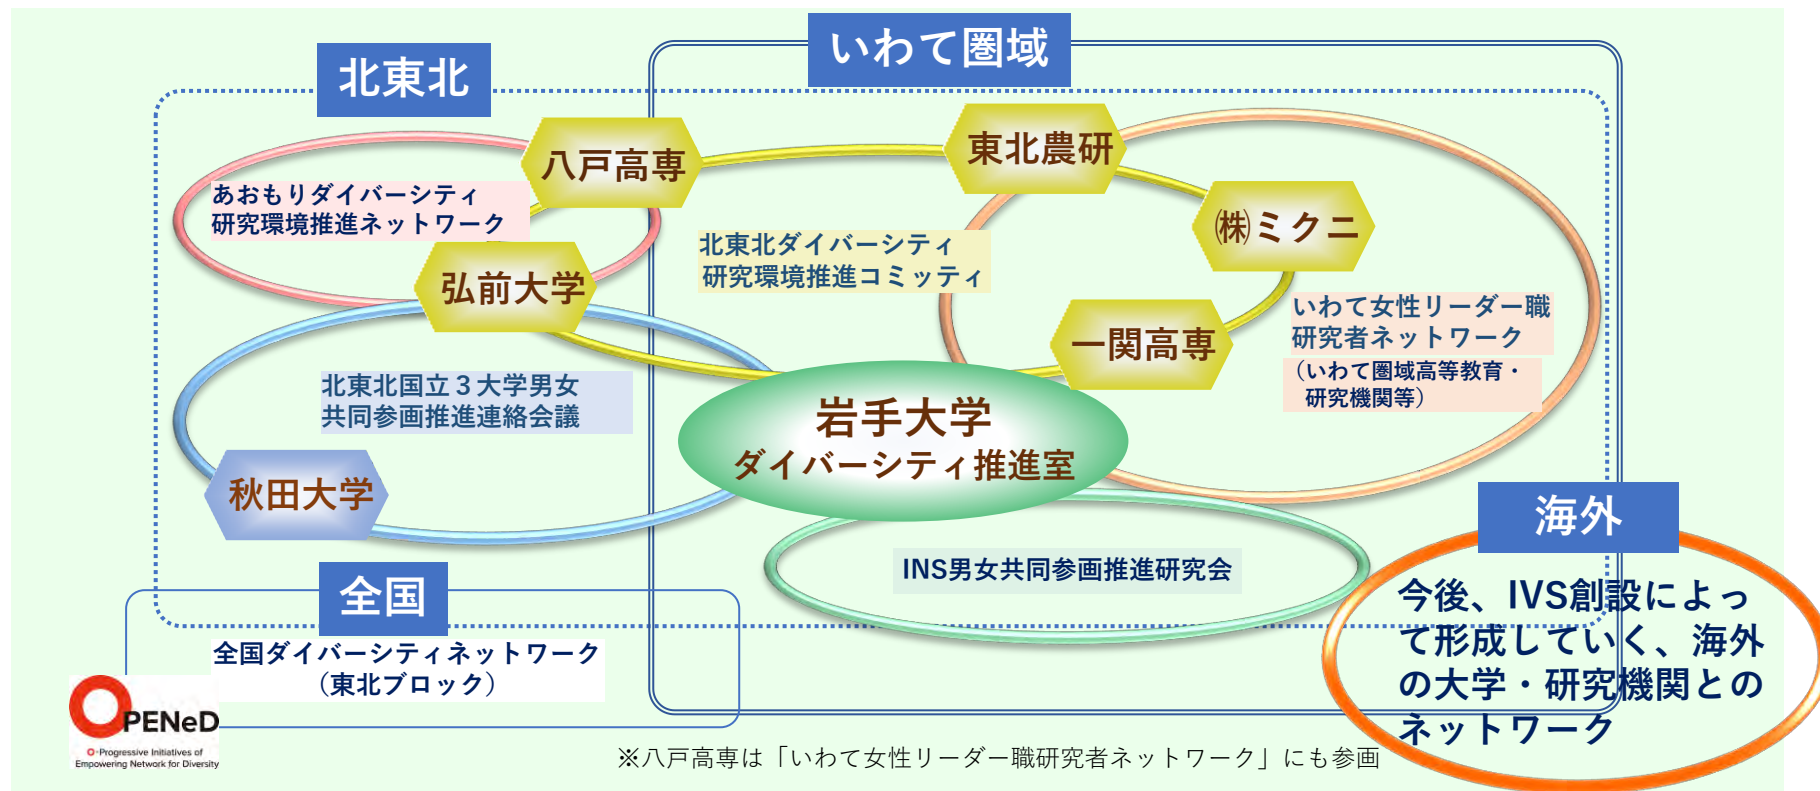 いわて圏域
北東北
八戸高専
東北農研
あおもりダイバーシティ
研究環境推進ネットワーク
㈱ミクニ
北東北ダイバーシティ
研究環境推進コミッティ
弘前大学
いわて女性リーダー職
研究者ネットワーク
（いわて圏域高等教育・
研究機関等）
一関高専
北東北国立３大学男女
共同参画推進連絡会議
岩手大学
ダイバーシティ推進室
秋田大学
海外
INS男女共同参画推進研究会
今後、IVS創設によっ
て形成していく、海外
の大学・研究機関との
ネットワーク
全国
全国ダイバーシティネットワーク
（東北ブロック）
OPENeD
O-Progressive Initiatives of
Empowering Network for Diversity
※八戸高専は「いわて女性リーダー職研究者ネットワーク」にも参画